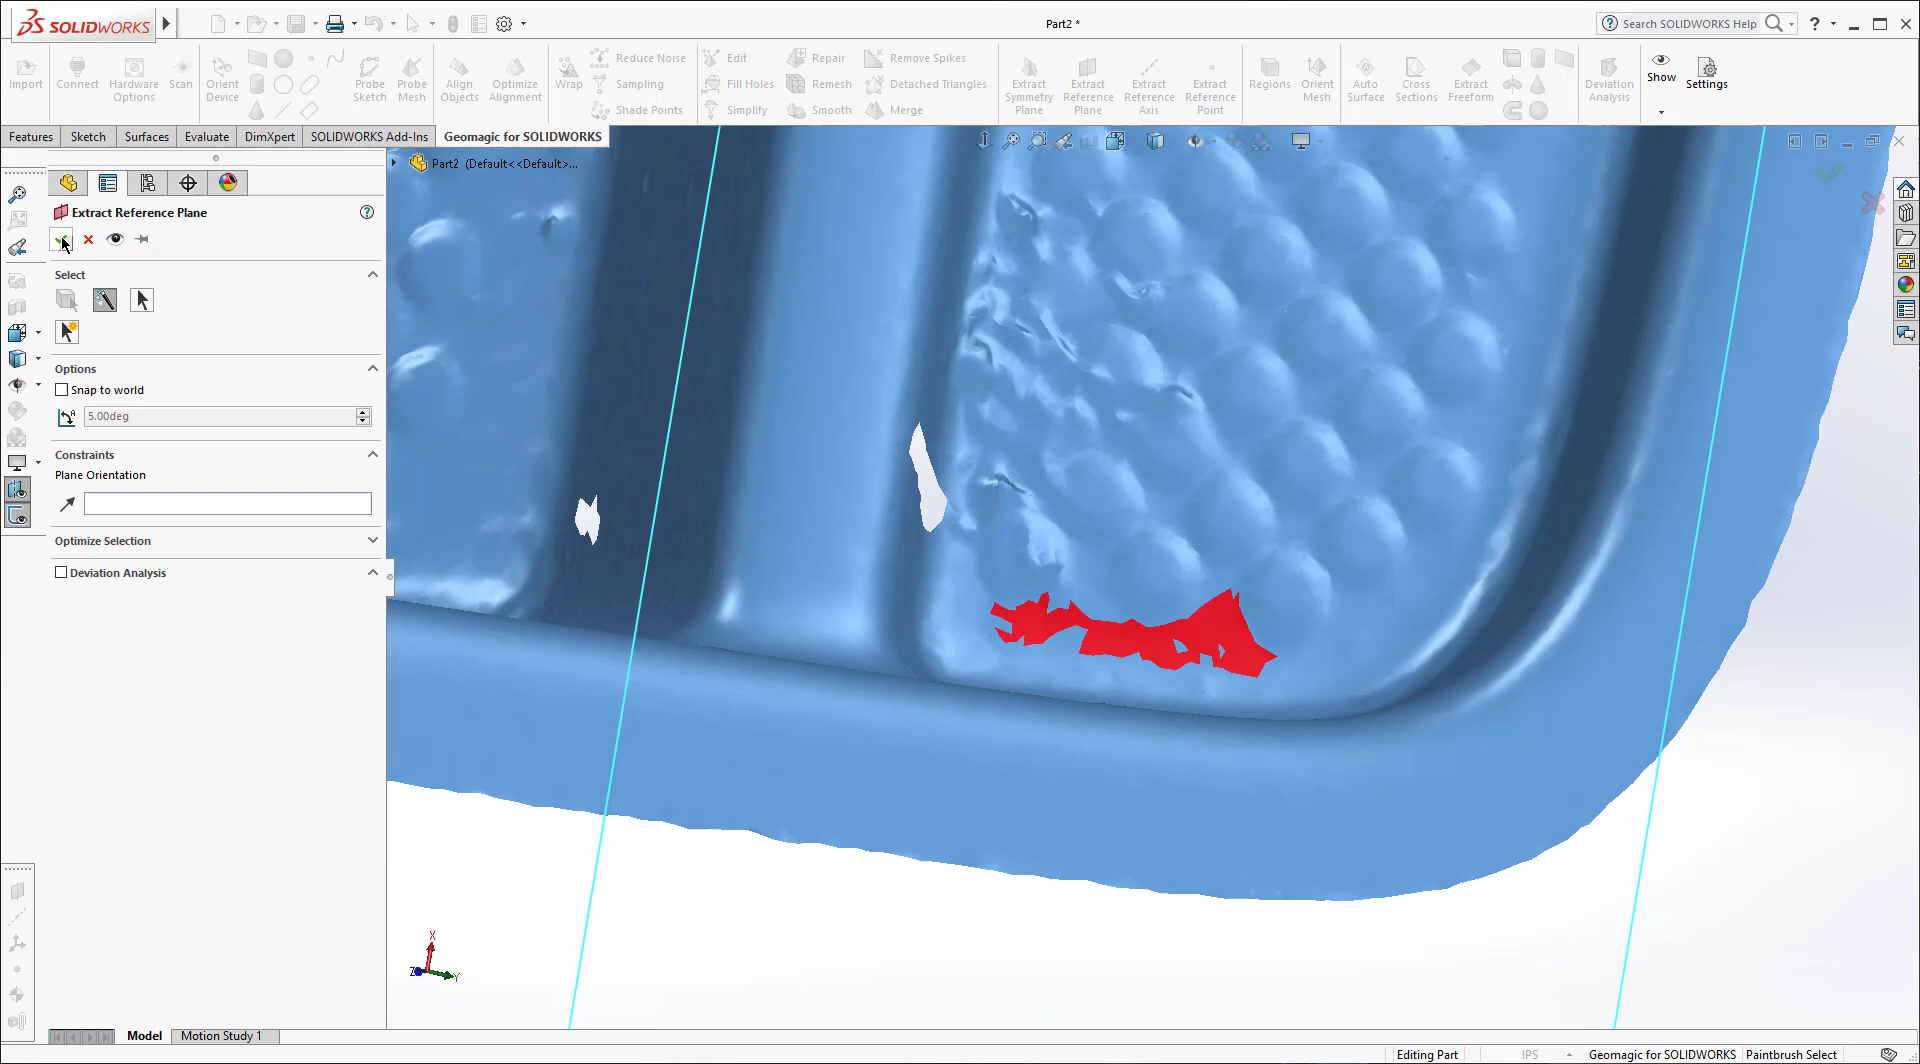 SOLIDWORKS
Part2 *
Search SOLIDWORKS Help
?
Import
Connect
Hardware Options
Scan
Orient Device
Probe Sketch
Probe Mesh
Align Objects
Optimize Alignment
Wrap
Reduce Noise
Sampling
Shade Points
Edit
Fill Holes
Simplify
Repair
Remesh
Smooth
Remove Spikes
Detached Triangles
Merge
Extract Symmetry Plane
Extract Reference Plane
Extract Reference Axis
Extract Reference Point
Regions
Orient Mesh
Auto Surface
Cross Sections
Extract Freeform
Deviation Analysis
Show
Settings
Features
Sketch
Surfaces
Evaluate
DimXpert
SOLIDWORKS Add-Ins
Geomagic for SOLIDWORKS
Part2 (Default<<Default>...
Extract Reference Plane
?
Select
Options
Snap to world
5.00deg
Constraints
Plane Orientation
Optimize Selection
Deviation Analysis
X
Z
Y
Model
Motion Study 1
Editing Part
IPS
Geomagic for SOLIDWORKS
Paintbrush Select